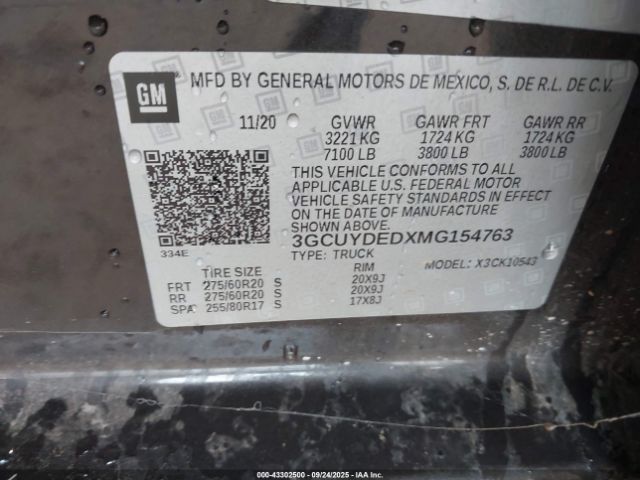 GM
MFD BY GENERAL MOTORS DE MEXICO, S. DE R.L. DE C.V.
11/20 GVWR GAWR FRT GAWR RR
3221 KG 1724 KG 1724 KG
7100 LB 3800 LB 3800 LB
THIS VEHICLE CONFORMS TO ALL
APPLICABLE U.S. FEDERAL MOTOR
VEHICLE SAFETY STANDARDS IN EFFECT
ON THE DATE OF MANUFACTURE
SHOWN ABOVE.
3GCUYDEDXMG154763
334E
TYPE: TRUCK MODEL: X3CK10543
TIRE SIZE RIM
FRT 275/60R20 S 20X9J
RR 275/60R20 S 20X9J
SPA 255/80R17 S 17X8J
000-43302500 - 09/24/2025 - IAA Inc.